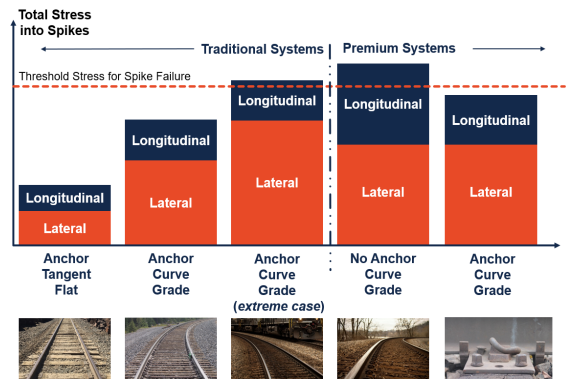 Total Stress
into Spikes
Traditional Systems
Premium Systems
Threshold Stress for Spike Failure
Longitudinal
Lateral
Longitudinal
Lateral
Longitudinal
Lateral
Longitudinal
Lateral
Longitudinal
Lateral
Anchor
Tangent
Flat
Anchor
Curve
Grade
Anchor
Curve
Grade
(extreme case)
No Anchor
Curve
Grade
Anchor
Curve
Grade